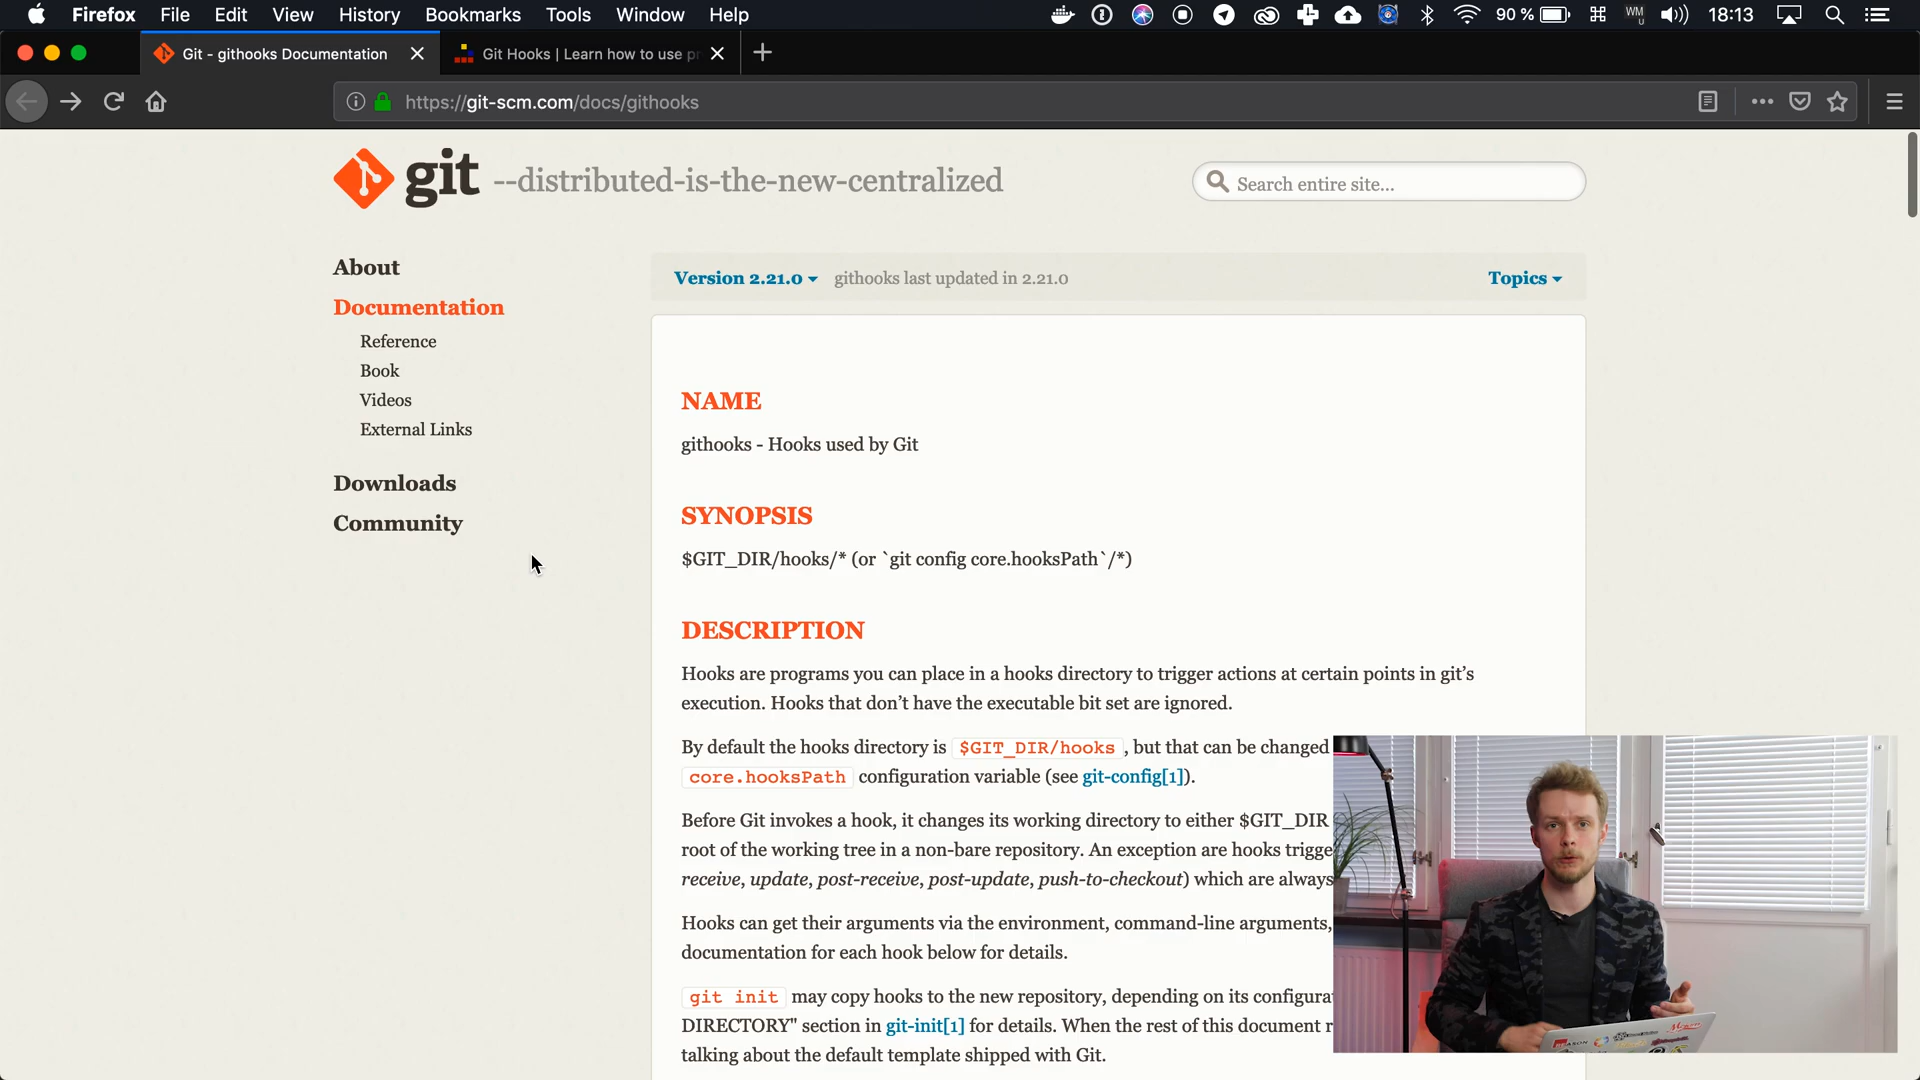 Firefox File Edit View History Bookmarks Tools Window Help 90 % WM 18:13
Git - githooks Documentation Git Hooks | Learn how to use pr
https://git-scm.com/docs/githooks
git --distributed-is-the-new-centralized
Search entire site...
About
Documentation
Reference
Book
Videos
External Links
Downloads
Community
Version 2.21.0 githooks last updated in 2.21.0 Topics
NAME
githooks - Hooks used by Git
SYNOPSIS
$GIT_DIR/hooks/* (or `git config core.hooksPath`/*)
DESCRIPTION
Hooks are programs you can place in a hooks directory to trigger actions at certain points in git’s
execution. Hooks that don’t have the executable bit set are ignored.
By default the hooks directory is $GIT_DIR/hooks , but that can be changed
core.hooksPath configuration variable (see git-config[1]).
Before Git invokes a hook, it changes its working directory to either $GIT_DIR
root of the working tree in a non-bare repository. An exception are hooks trigge
receive, update, post-receive, post-update, push-to-checkout) which are always
Hooks can get their arguments via the environment, command-line arguments,
documentation for each hook below for details.
git init may copy hooks to the new repository, depending on its configura
DIRECTORY" section in git-init[1] for details. When the rest of this document r
talking about the default template shipped with Git.